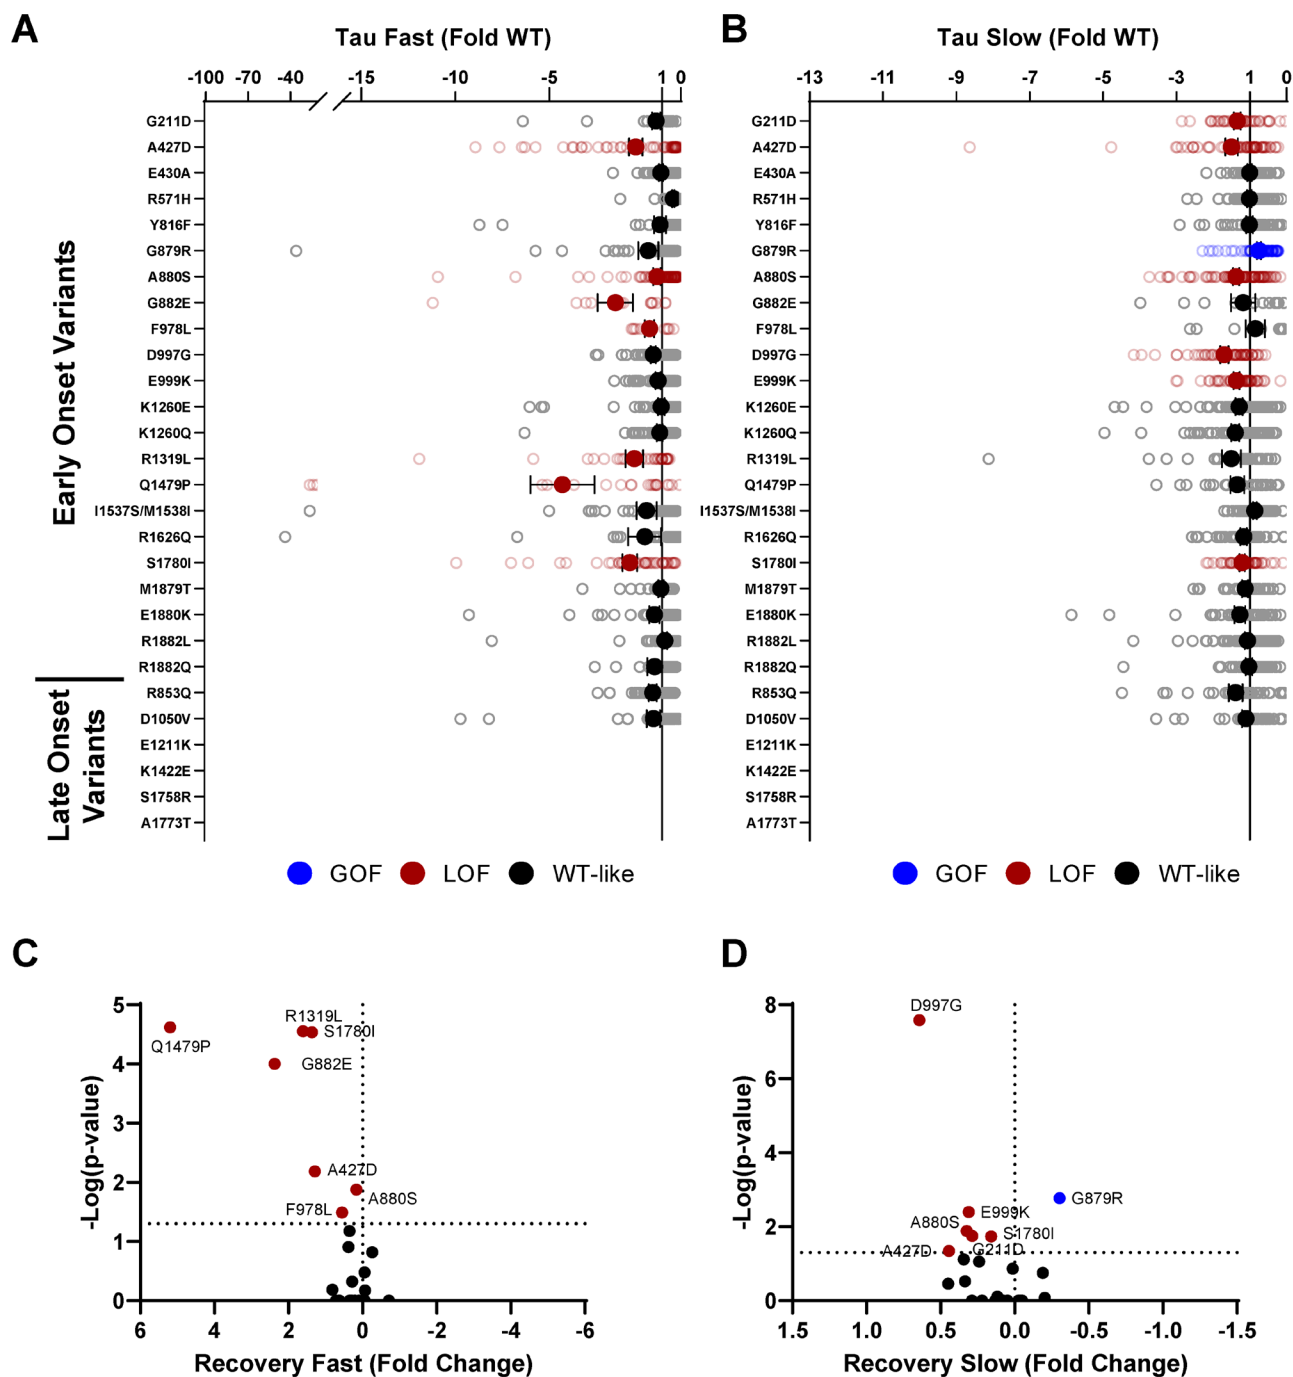 A
Tau Fast (Fold WT)
-100 -70 -40 -15 -10 -5 1 0
Early Onset Variants
Late Onset
Variants
G211D
A427D
E430A
R571H
Y816F
G879R
A880S
G882E
F978L
D997G
E999K
K1260E
K1260Q
R1319L
Q1479P
I1537S/M1538I
R1626Q
S1780I
M1879T
E1880K
R1882L
R1882Q
R853Q
D1050V
E1211K
K1422E
S1758R
A1773T
GOF LOF WT-like
B
Tau Slow (Fold WT)
-13 -11 -9 -7 -5 -3 1 0
G211D
A427D
E430A
R571H
Y816F
G879R
A880S
G882E
F978L
D997G
E999K
K1260E
K1260Q
R1319L
Q1479P
I1537S/M1538I
R1626Q
S1780I
M1879T
E1880K
R1882L
R1882Q
R853Q
D1050V
E1211K
K1422E
S1758R
A1773T
GOF LOF WT-like
C
-Log(p-value)
5
4
3
2
1
0
R1319L
S1780I
Q1479P
G882E
A427D
A880S
F978L
6 4 2 0 -2 -4 -6
Recovery Fast (Fold Change)
D
-Log(p-value)
8
6
4
2
0
D997G
G879R
E999K
A880S
S1780I
A427D
G211D
1.5 1.0 0.5 0.0 -0.5 -1.0 -1.5
Recovery Slow (Fold Change)